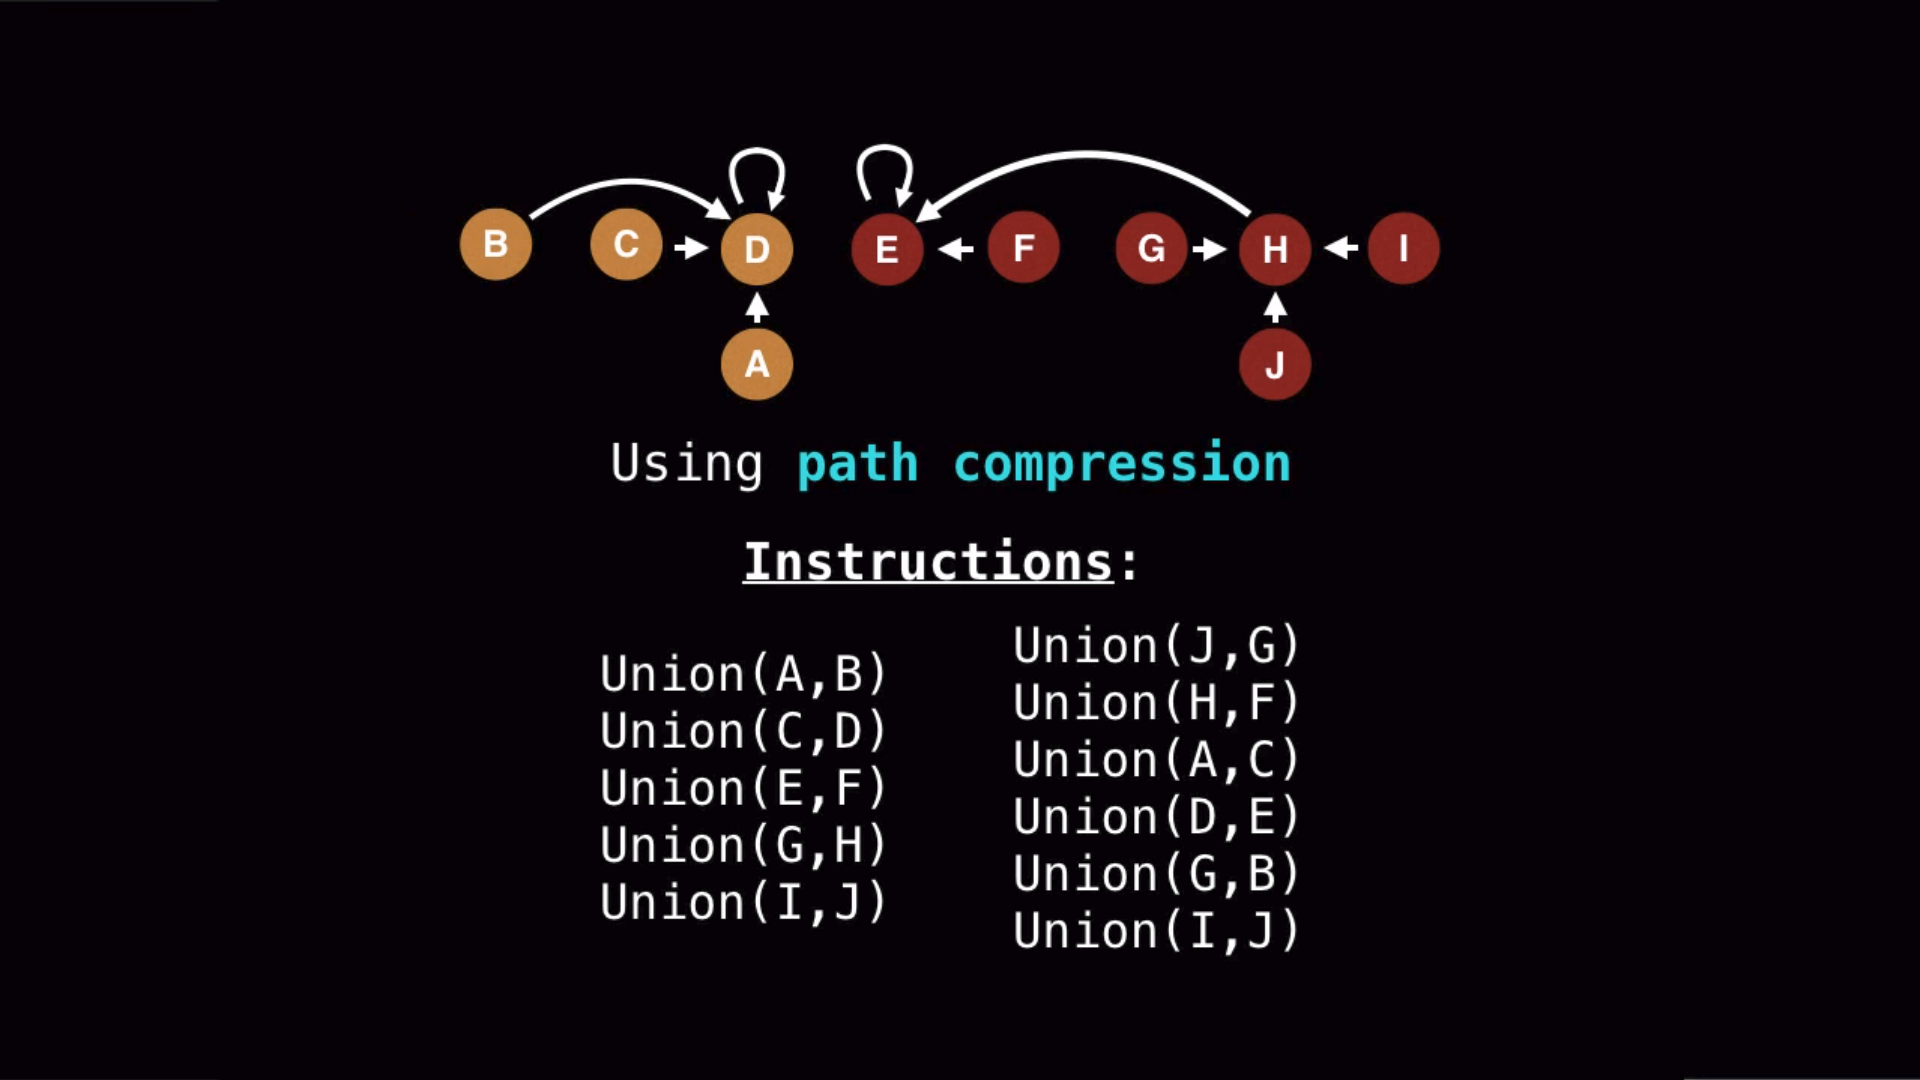 B C D E F G H I
A J
Using path compression
Instructions:
Union(A,B)
Union(C,D)
Union(E,F)
Union(G,H)
Union(I,J)
Union(J,G)
Union(H,F)
Union(A,C)
Union(D,E)
Union(G,B)
Union(I,J)